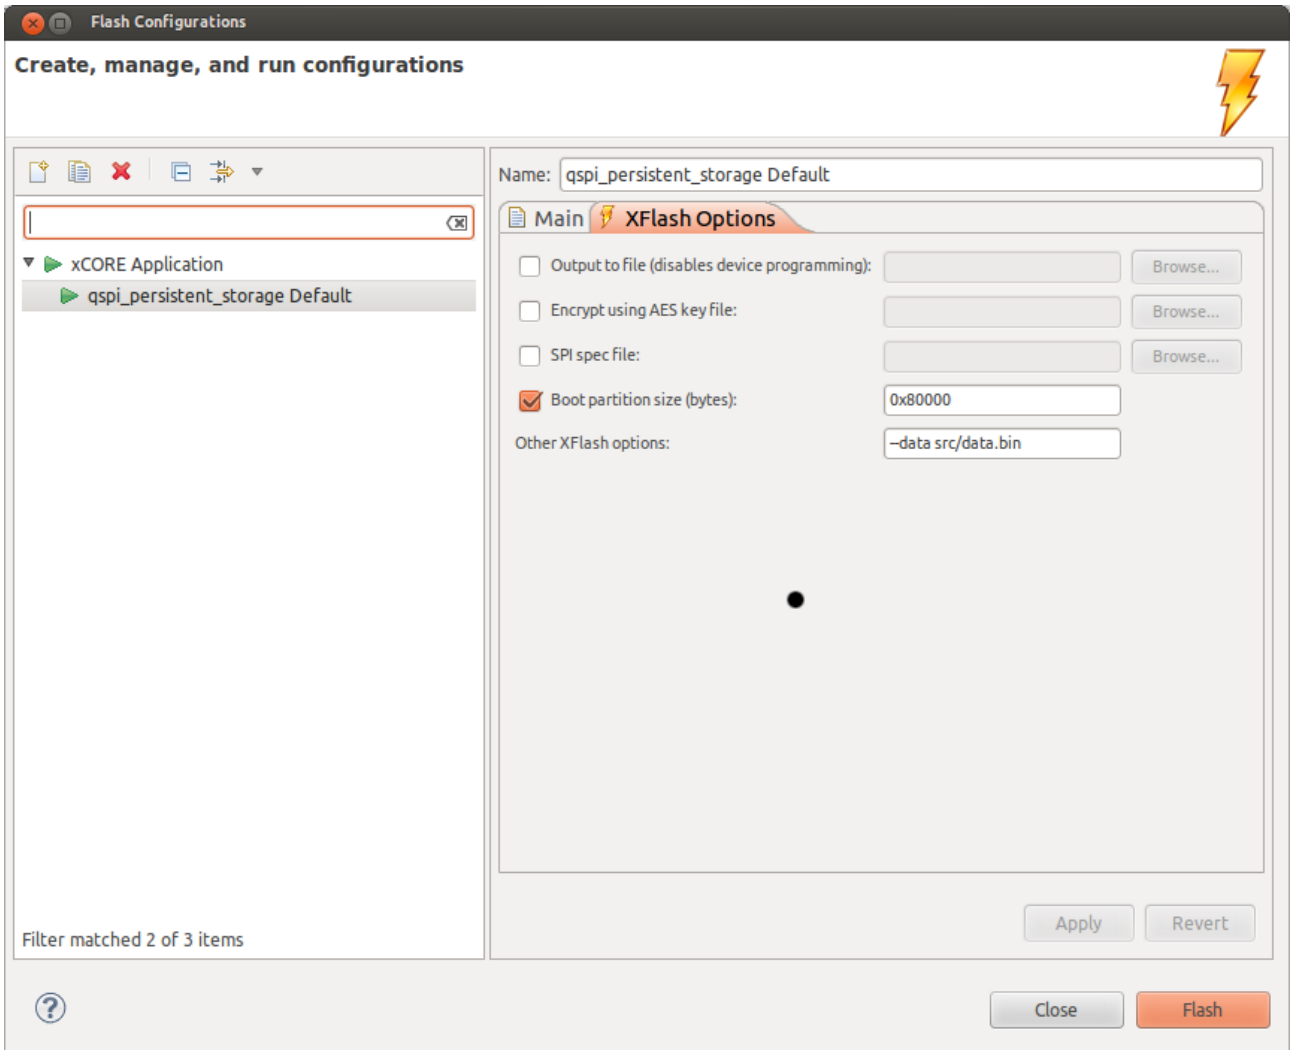 Flash Configurations
Create, manage, and run configurations
Name: qspi_persistent_storage Default
Main XFlash Options
xCORE Application
qspi_persistent_storage Default
Output to file (disables device programming): Browse...
Encrypt using AES key file: Browse...
SPI spec file: Browse...
Boot partition size (bytes): 0x80000
Other XFlash options: --data src/data.bin
Filter matched 2 of 3 items
Apply Revert
Close Flash